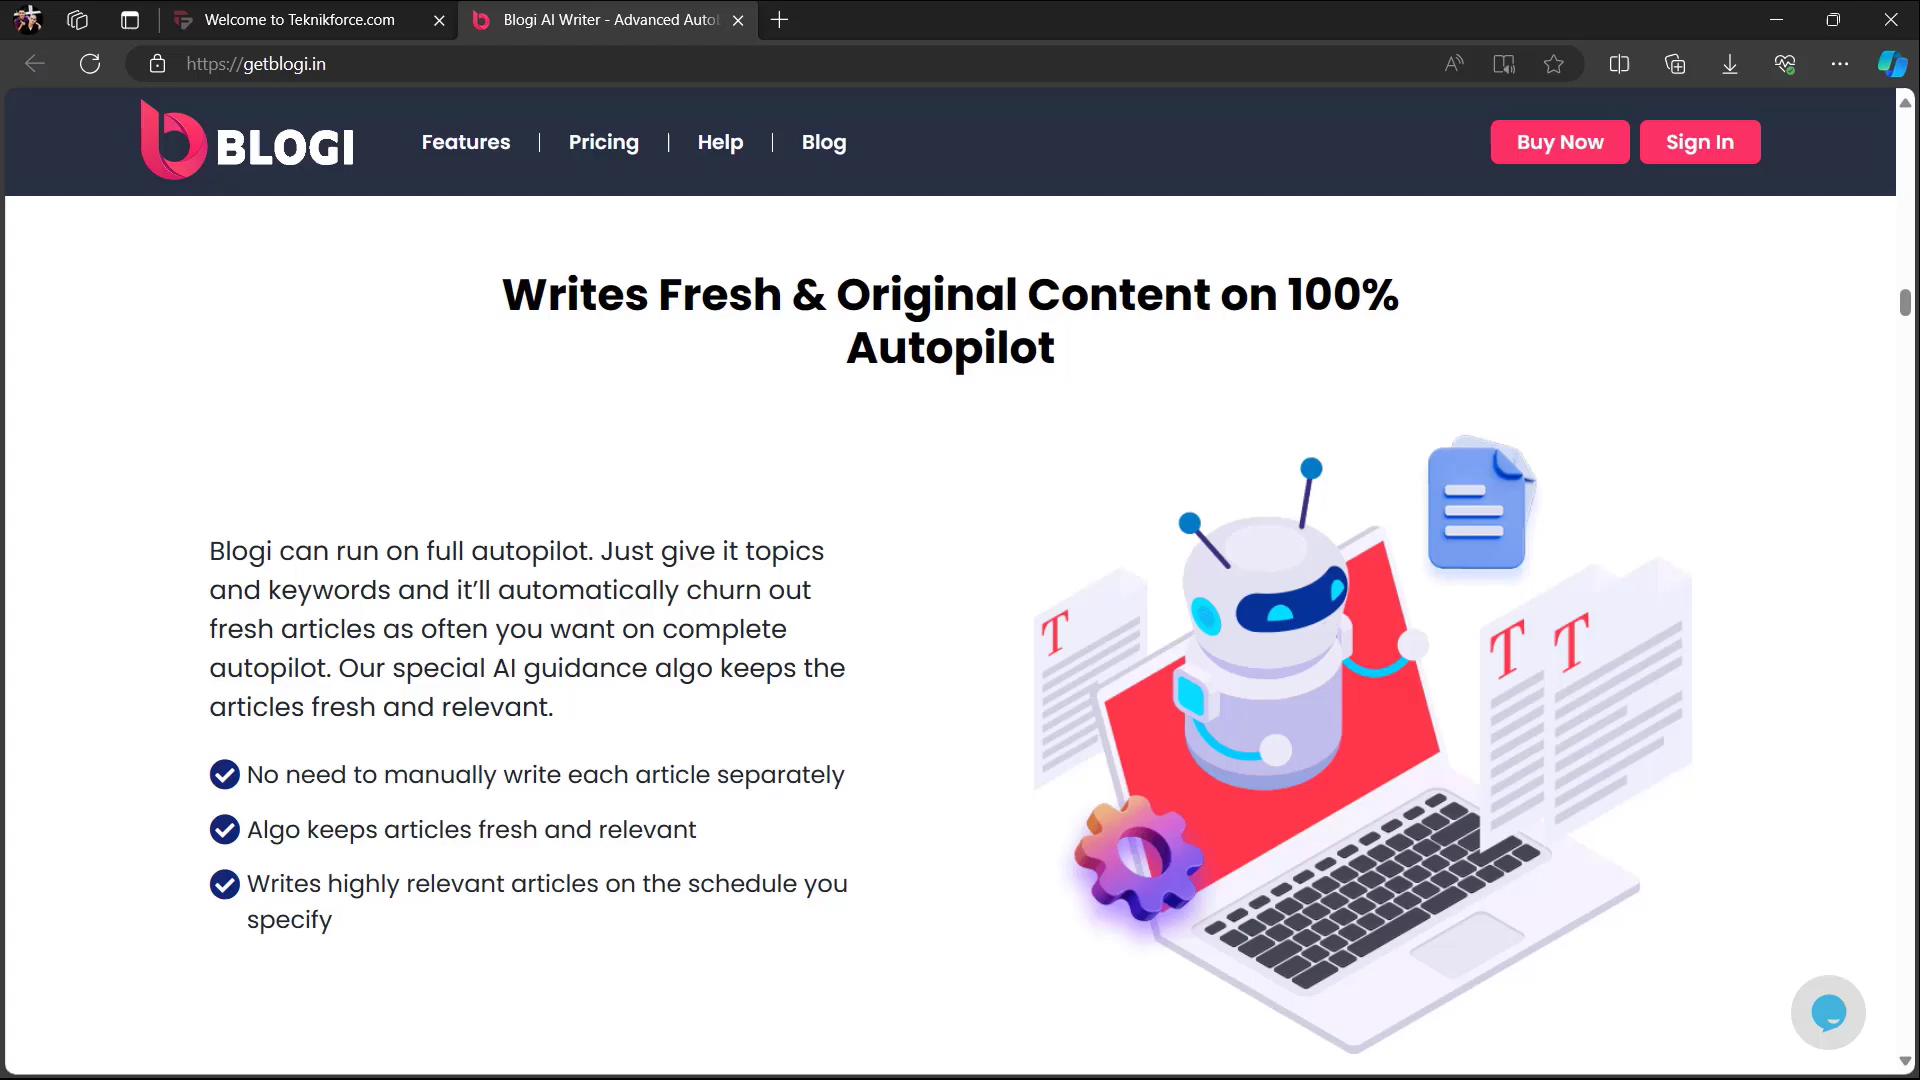 Welcome to Teknikforce.com
Blogi AI Writer - Advanced Auto
https://getblogi.in
BLOGI
Features | Pricing | Help | Blog
Buy Now
Sign In
Writes Fresh & Original Content on 100%
Autopilot
Blogi can run on full autopilot. Just give it topics
and keywords and it’ll automatically churn out
fresh articles as often you want on complete
autopilot. Our special AI guidance algo keeps the
articles fresh and relevant.
No need to manually write each article separately
Algo keeps articles fresh and relevant
Writes highly relevant articles on the schedule you
specify
T
T T